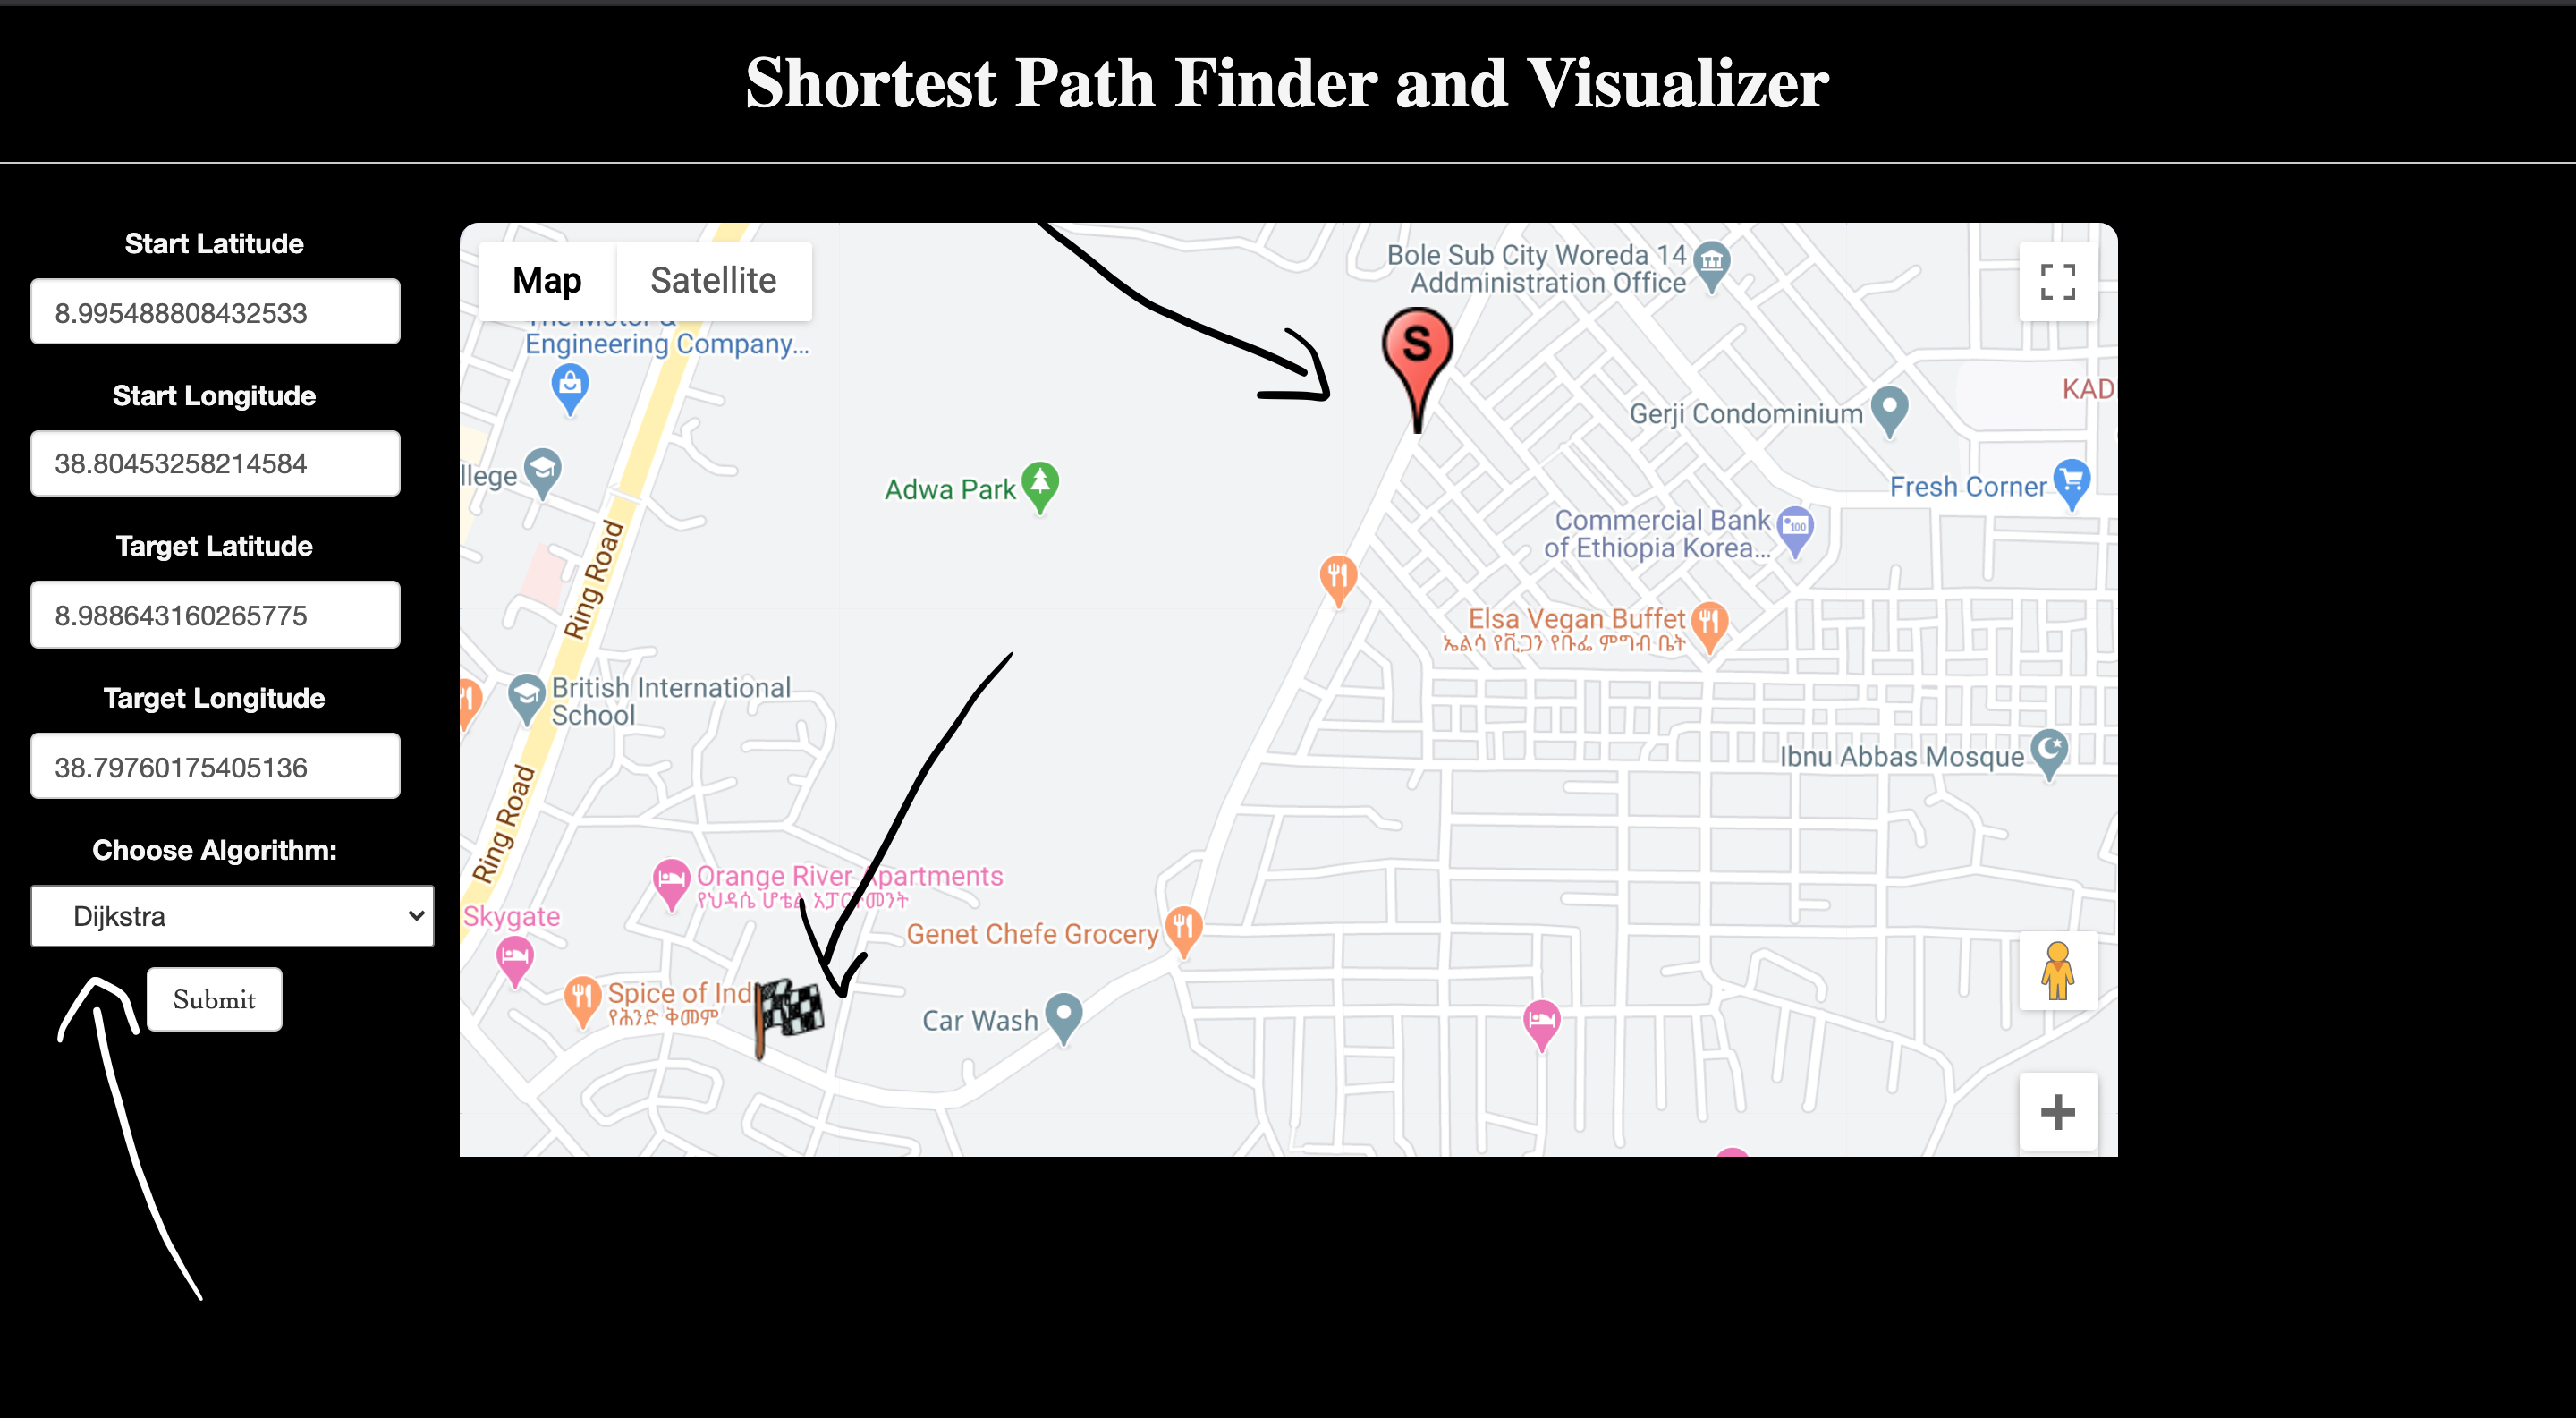 Shortest Path Finder and Visualizer
Start Latitude
8.995488808432533
Start Longitude
38.80453258214584
Target Latitude
8.988643160265775
Target Longitude
38.79760175405136
Choose Algorithm:
Dijkstra
Submit
Map
Satellite
Engineering Company...
llege
Ring Road
British International
School
Ring Road
Adwa Park
Bole Sub City Woreda 14
Addministration Office
S
Gerji Condominium
KAD
Fresh Corner
Commercial Bank
of Ethiopia Korea...
100
Elsa Vegan Buffet
ኤልሳ የቪጋን የቡፌ ምግብ ቤት
Ibnu Abbas Mosque
Orange River Apartments
Skygate
Genet Chefe Grocery
Spice of Ind
የሕንድ ቅመም
Car Wash
+